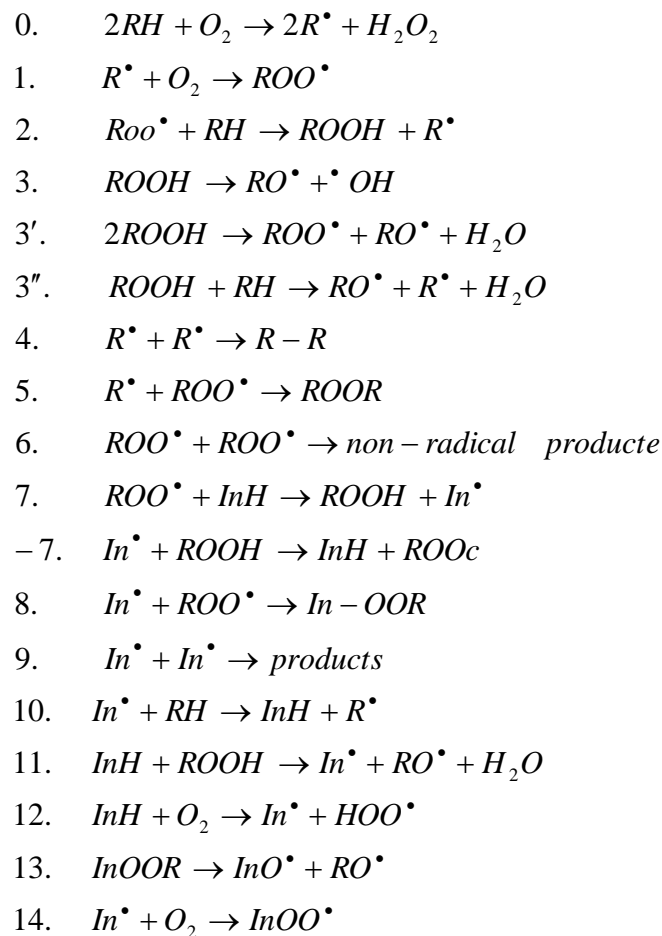 0. 2RH + O₂ → 2R• + H₂O₂
1. R• + O₂ → ROO•
2. Roo• + RH → ROOH + R•
3. ROOH → RO• +• OH
3′. 2ROOH → ROO• + RO• + H₂O
3″. ROOH + RH → RO• + R• + H₂O
4. R• + R• → R – R
5. R• + ROO• → ROOR
6. ROO• + ROO• → non – radical producte
7. ROO• + InH → ROOH + In•
– 7. In• + ROOH → InH + ROOc
8. In• + ROO• → In – OOR
9. In• + In• → products
10. In• + RH → InH + R•
11. InH + ROOH → In• + RO• + H₂O
12. InH + O₂ → In• + HOO•
13. InOOR → InO• + RO•
14. In• + O₂ → InOO•